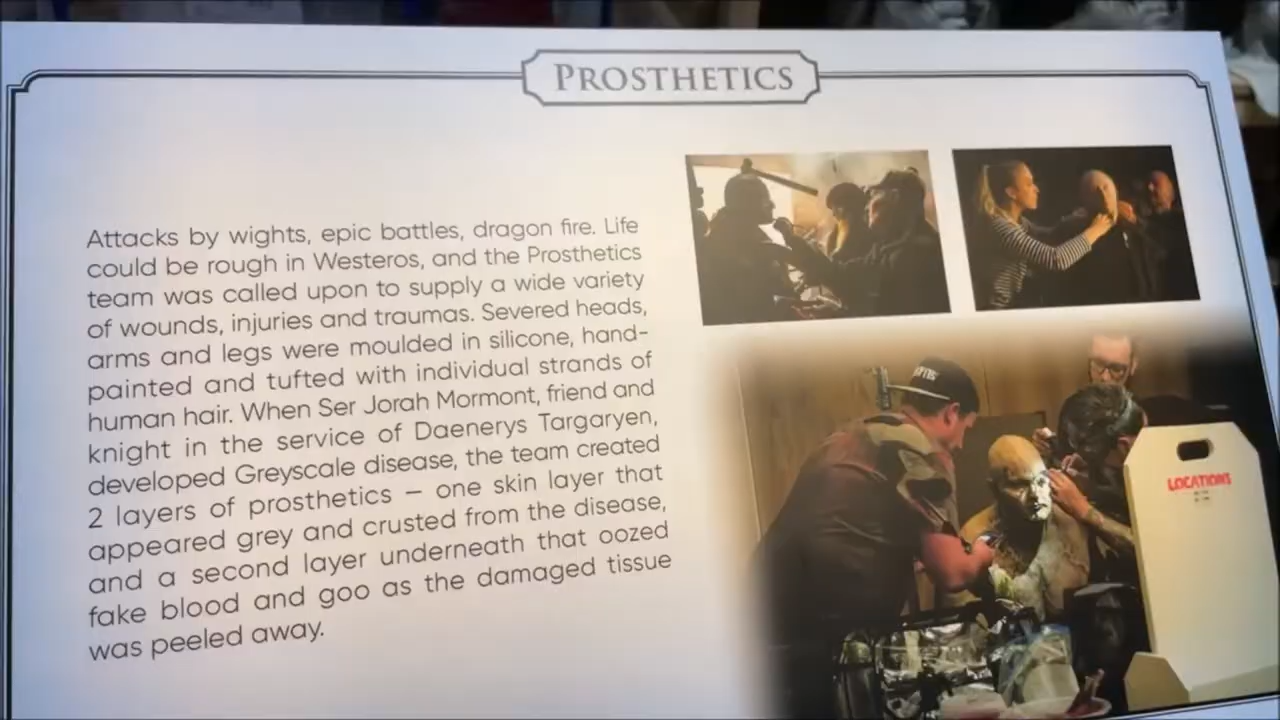 PROSTHETICS
Attacks by wights, epic battles, dragon fire. Life
could be rough in Westeros, and the Prosthetics
team was called upon to supply a wide variety
of wounds, injuries and traumas. Severed heads,
arms and legs were moulded in silicone, hand-
painted and tufted with individual strands of
human hair. When Ser Jorah Mormont, friend and
knight in the service of Daenerys Targaryen,
developed Greyscale disease, the team created
2 layers of prosthetics – one skin layer that
appeared grey and crusted from the disease,
and a second layer underneath that oozed
fake blood and goo as the damaged tissue
was peeled away.
LOCATIONS